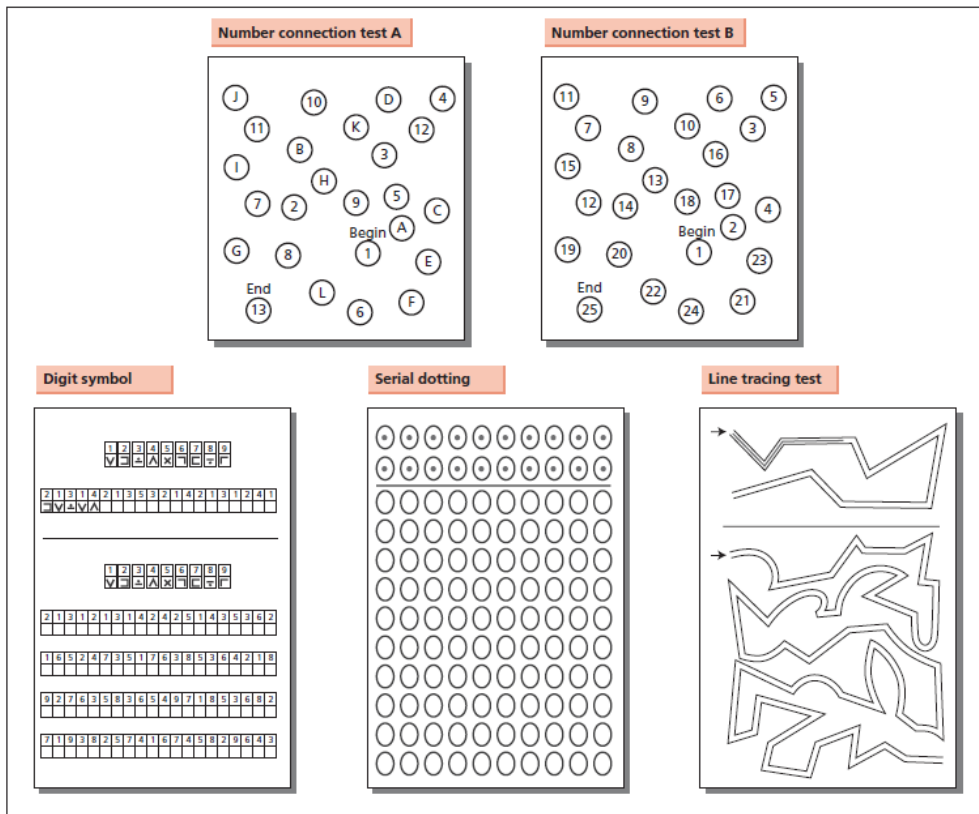 Number connection test A
J 10 D 4
11 K 12
B 3
I H
7 2 9 5 C
Begin A
G 8 1 E
End L F
13 6
Number connection test B
11 9 6 5
7 10 3
8 16
15 13
12 14 18 17 4
Begin 2
19 20 1 23
End 22 21
25 24
Digit symbol
1 2 3 4 5 6 7 8 9
2 1 3 1 4 2 1 3 5 3 2 1 4 2 1 3 1 2 4 1
1 2 3 4 5 6 7 8 9
2 1 3 1 2 1 3 1 4 2 4 2 5 1 4 3 5 3 6 2
1 6 5 2 4 7 3 5 1 7 6 3 8 5 3 6 4 2 1 8
9 2 7 6 3 5 8 3 6 5 4 9 7 1 8 5 3 6 8 2
7 1 9 3 8 2 5 7 4 1 6 7 4 5 8 2 9 6 4 3
Serial dotting
Line tracing test